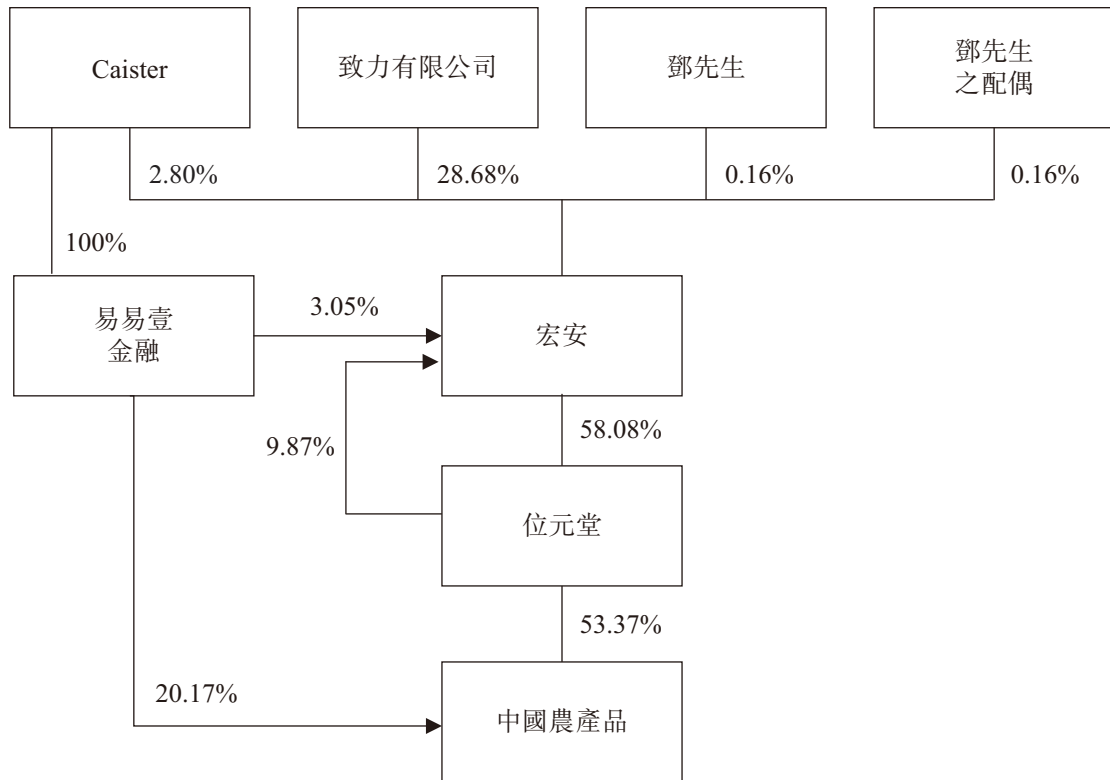 Caister
致力有限公司
鄧先生
鄧先生
之配偶
2.80%
28.68%
0.16%
0.16%
100%
易易壹
金融
3.05%
宏安
9.87%
58.08%
位元堂
53.37%
20.17%
中國農產品